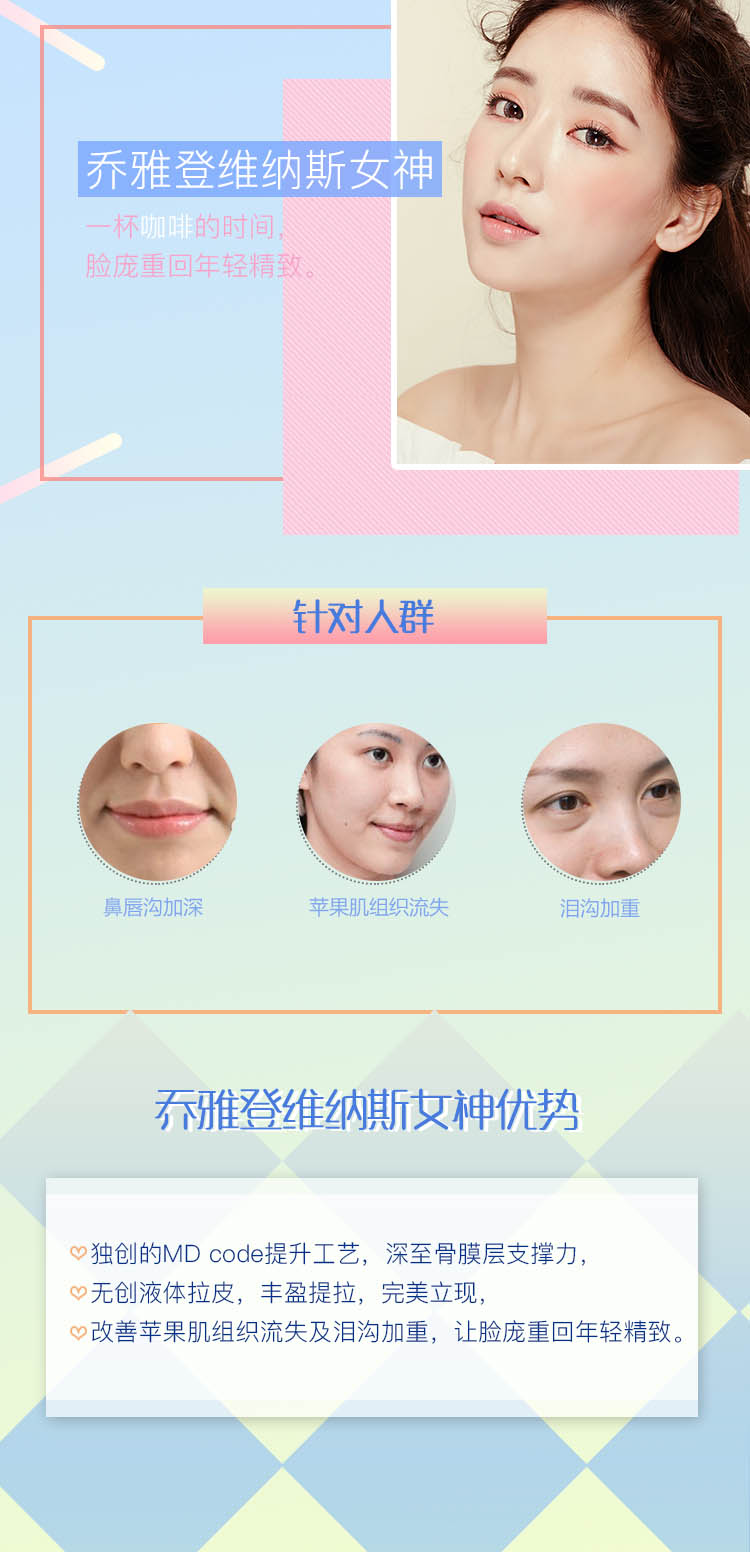 乔雅登维纳斯女神
一杯咖啡的时间，
脸庞重回年轻精致。
针对人群
鼻唇沟加深
苹果肌组织流失
泪沟加重
乔雅登维纳斯女神优势
独创的MD code提升工艺，深至骨膜层支撑力，
无创液体拉皮，丰盈提拉，完美立现，
改善苹果肌组织流失及泪沟加重，让脸庞重回年轻精致。